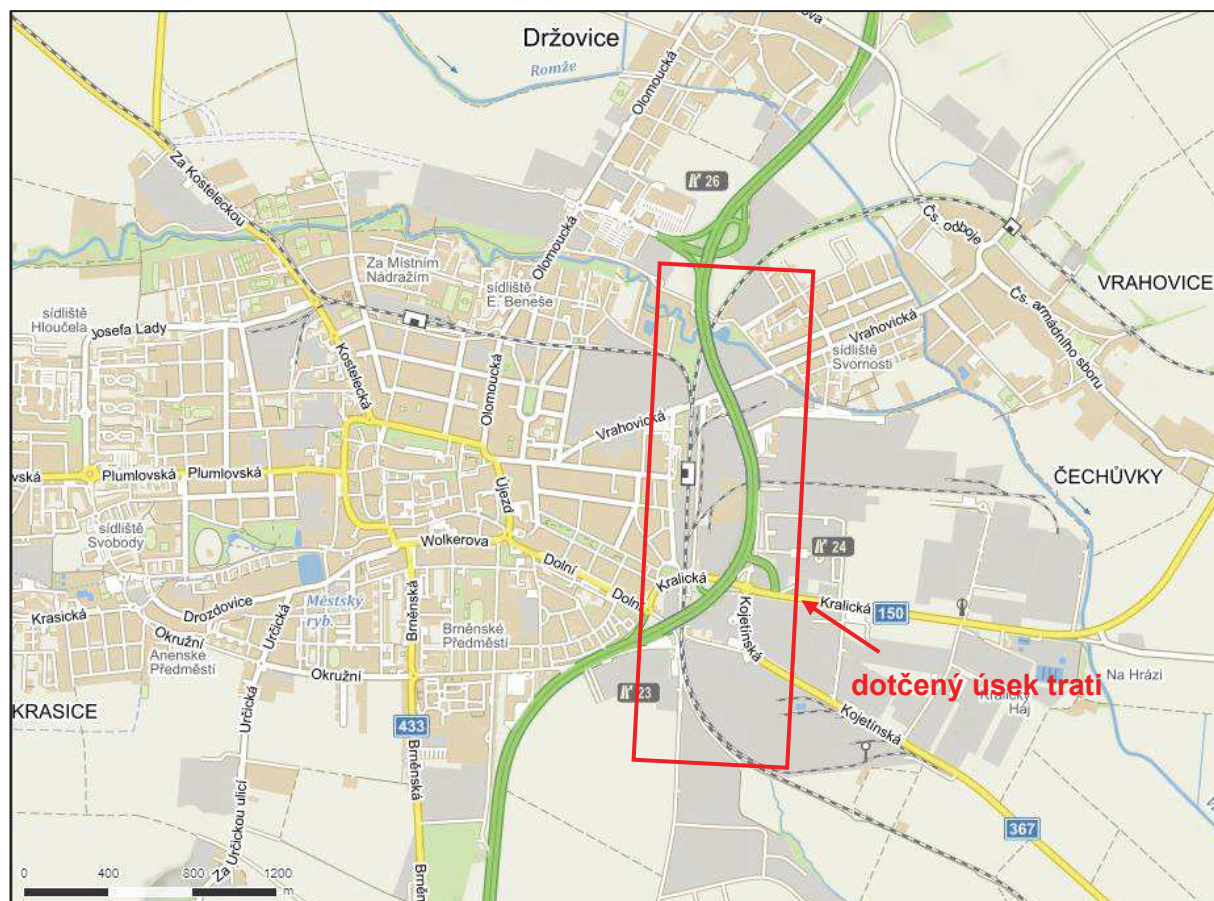 Držovice
Romže
Olomoucká
ova
Za Kosteleckou
26
Olomoucká
Čs. odboje
Za Místním
Nádražím
sídliště
E. Beneše
VRAHOVICE
sídliště
Hloučela
Josefa Lady
Vrahovická
Čs. armádního sboru
sídliště
Svornosti
Kostelecká
Olomoucká
Vrahovická
vská
Plumlovská
Plumlovská
Újezd
ČECHŮVKY
sídliště
Svobody
Wolkerova
Dolní
24
Kralická
Kralická
150
Krasická
Drozdovice
Městský
ryb.
Dolní
Brněnská
Brněnské
Předměstí
Kojetínská
Okružní
Anenské
Předměstí
Určická
Okružní
Na Hrázi
dotčený úsek trati
Kralický
Háj
KRASICE
23
Kojetínská
Určická
433
Brněnská
367
Za Určickou ulicí
Brněn
0 400 800 1200
m